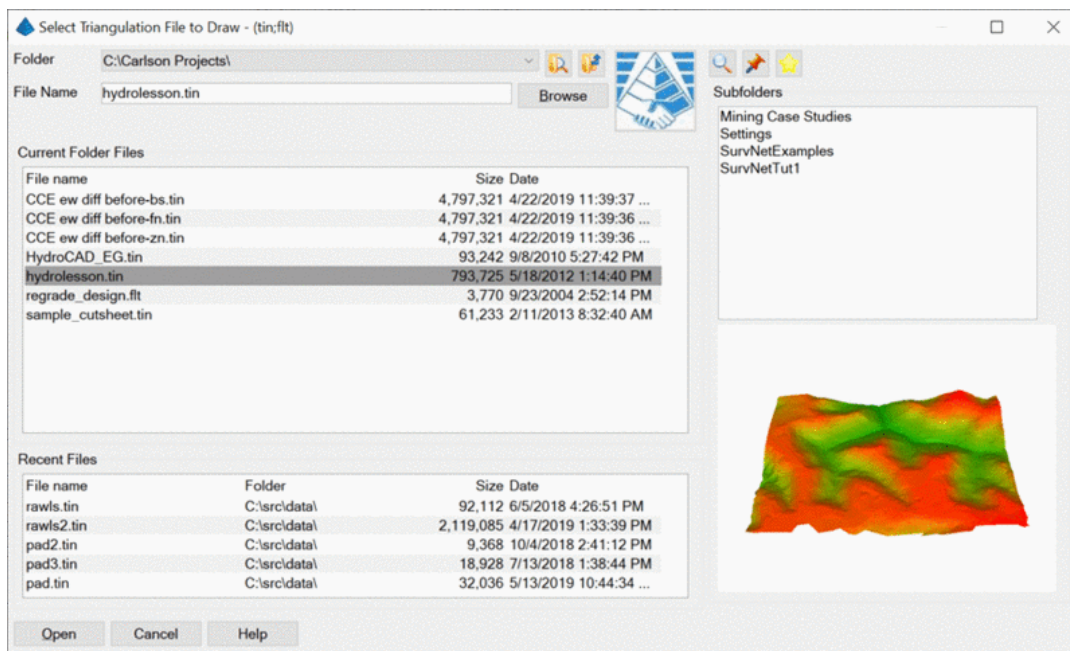 Select Triangulation File to Draw - (tin;flt)
Folder C:\Carlson Projects\
File Name hydrolesson.tin Browse
Current Folder Files
File name Size Date
CCE ew diff before-bs.tin 4,797,321 4/22/2019 11:39:37 ...
CCE ew diff before-fn.tin 4,797,321 4/22/2019 11:39:36 ...
CCE ew diff before-zn.tin 4,797,321 4/22/2019 11:39:36 ...
HydroCAD_EG.tin 93,242 9/8/2010 5:27:42 PM
hydrolesson.tin 793,725 5/18/2012 1:14:40 PM
regrade_design.flt 3,770 9/23/2004 2:52:14 PM
sample_cutsheet.tin 61,233 2/11/2013 8:32:40 AM
Recent Files
File name Folder Size Date
rawls.tin C:\src\data\ 92,112 6/5/2018 4:26:51 PM
rawls2.tin C:\src\data\ 2,119,085 4/17/2019 1:33:39 PM
pad2.tin C:\src\data\ 9,368 10/4/2018 2:41:12 PM
pad3.tin C:\src\data\ 18,928 7/13/2018 1:38:44 PM
pad.tin C:\src\data\ 32,036 5/13/2019 10:44:34 ...
Subfolders
Mining Case Studies
Settings
SurvNetExamples
SurvNetTut1
Open Cancel Help